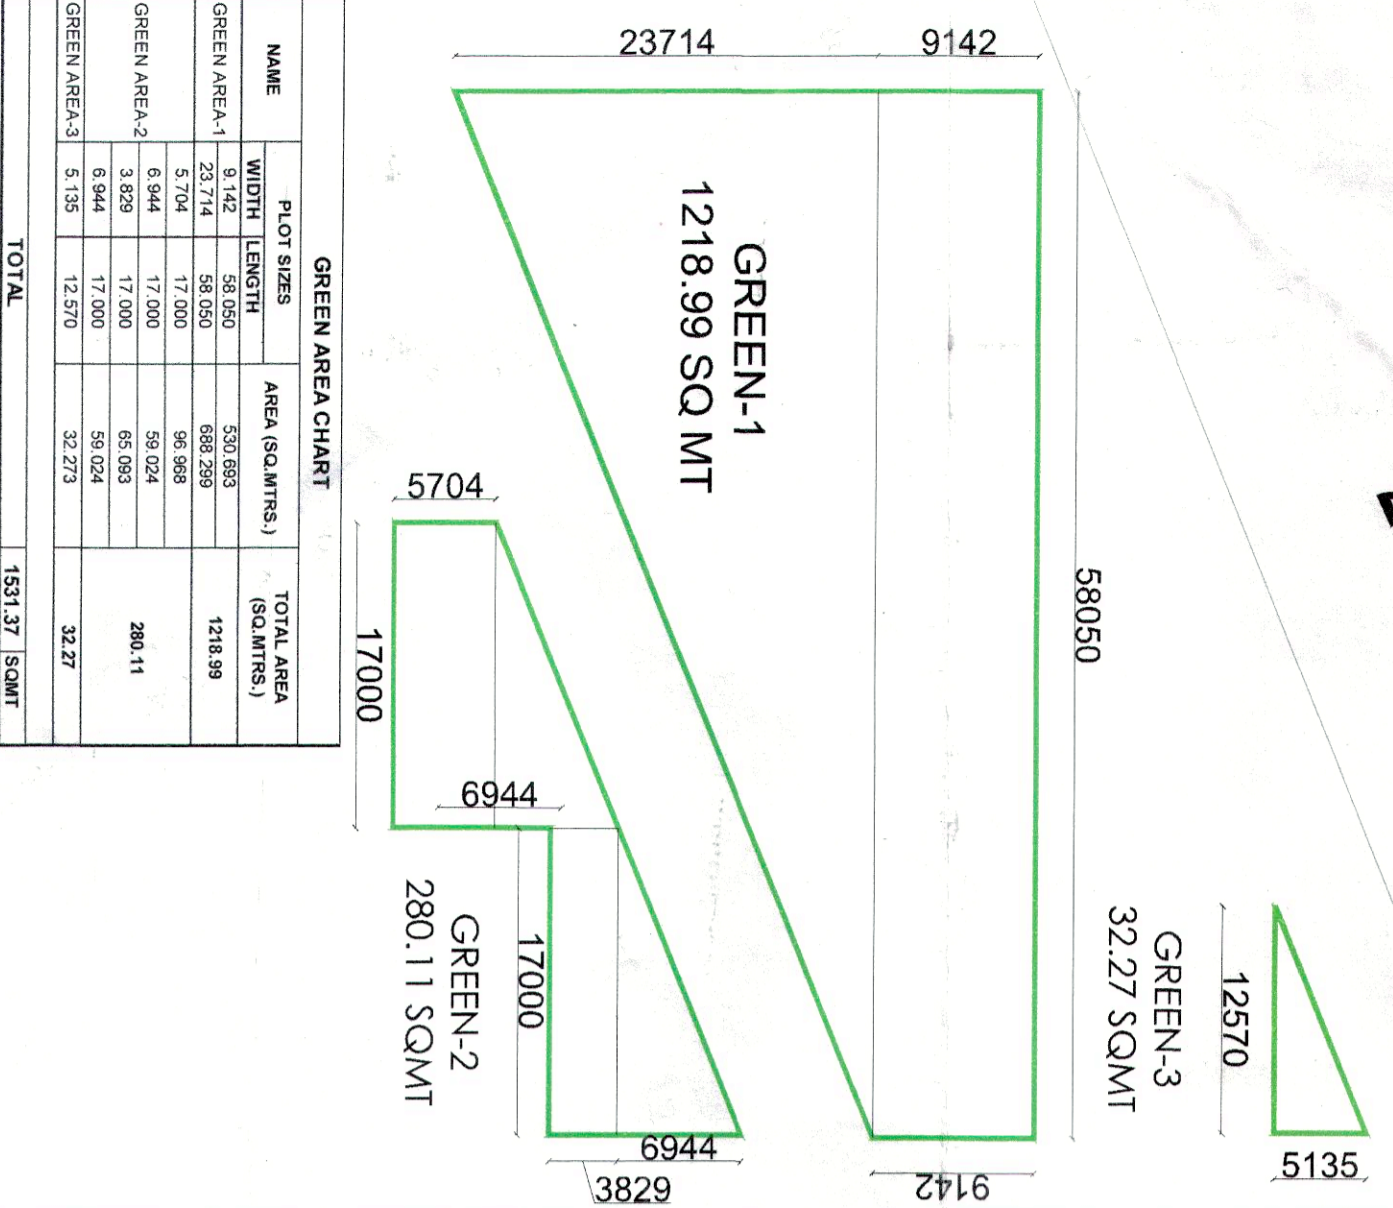 23714
9142
58050
GREEN-1
1218.99 SQ MT
9142
5704
17000
6944
17000
GREEN-2
280.11 SQMT
6944
3829
GREEN-3
32.27 SQMT
12570
5135
GREEN AREA CHART
NAME PLOT SIZES AREA (SQ.MTRS.) TOTAL AREA (SQ.MTRS.)
WIDTH LENGTH
GREEN AREA-1 9.142 58.050 530.693 1218.99
23.714 58.050 688.299
GREEN AREA-2 5.704 17.000 96.968 280.11
6.944 17.000 59.024
3.829 17.000 65.093
6.944 17.000 59.024
GREEN AREA-3 5.135 12.570 32.273 32.27
TOTAL 1531.37 SQMT